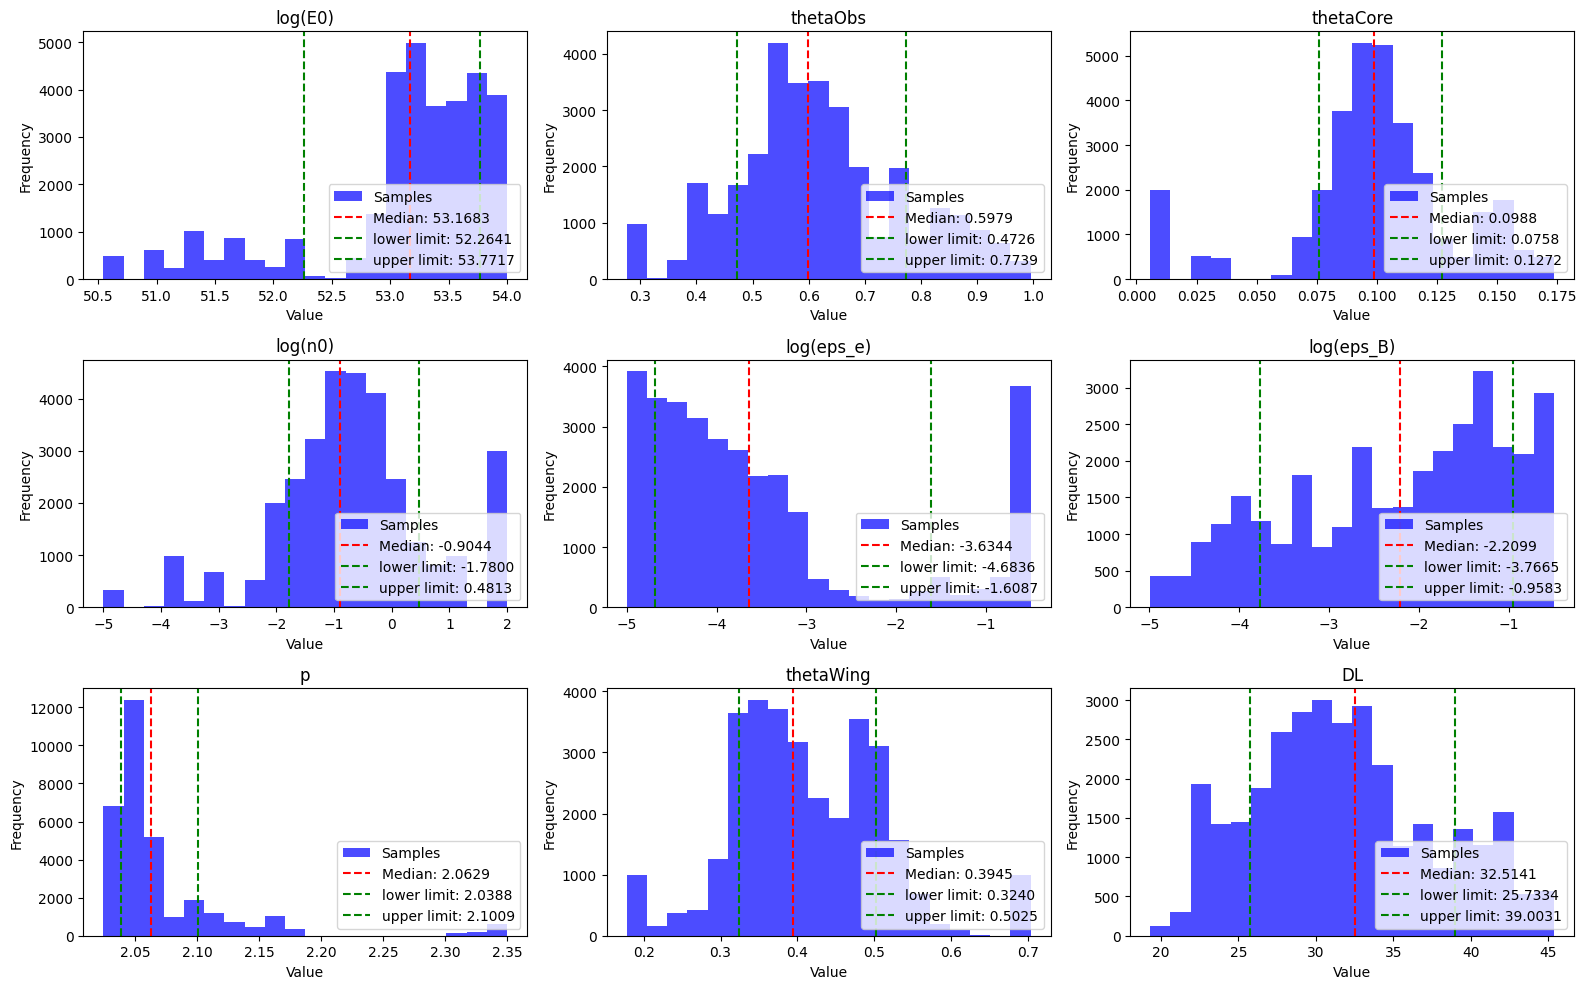 log(E0)
Frequency
5000
4000
3000
2000
1000
0
50.5 51.0 51.5 52.0 52.5 53.0 53.5 54.0
Value
Samples
Median: 53.1683
lower limit: 52.2641
upper limit: 53.7717
thetaObs
Frequency
4000
3000
2000
1000
0
0.3 0.4 0.5 0.6 0.7 0.8 0.9 1.0
Value
Samples
Median: 0.5979
lower limit: 0.4726
upper limit: 0.7739
thetaCore
Frequency
5000
4000
3000
2000
1000
0
0.000 0.025 0.050 0.075 0.100 0.125 0.150 0.175
Value
Samples
Median: 0.0988
lower limit: 0.0758
upper limit: 0.1272
log(n0)
Frequency
4000
3000
2000
1000
0
−5 −4 −3 −2 −1 0 1 2
Value
Samples
Median: -0.9044
lower limit: -1.7800
upper limit: 0.4813
log(eps_e)
Frequency
4000
3000
2000
1000
0
−5 −4 −3 −2 −1
Value
Samples
Median: -3.6344
lower limit: -4.6836
upper limit: -1.6087
log(eps_B)
Frequency
3000
2500
2000
1500
1000
500
0
−5 −4 −3 −2 −1
Value
Samples
Median: -2.2099
lower limit: -3.7665
upper limit: -0.9583
p
Frequency
12000
10000
8000
6000
4000
2000
0
2.05 2.10 2.15 2.20 2.25 2.30 2.35
Value
Samples
Median: 2.0629
lower limit: 2.0388
upper limit: 2.1009
thetaWing
Frequency
4000
3000
2000
1000
0
0.2 0.3 0.4 0.5 0.6 0.7
Value
Samples
Median: 0.3945
lower limit: 0.3240
upper limit: 0.5025
DL
Frequency
3000
2500
2000
1500
1000
500
0
20 25 30 35 40 45
Value
Samples
Median: 32.5141
lower limit: 25.7334
upper limit: 39.0031